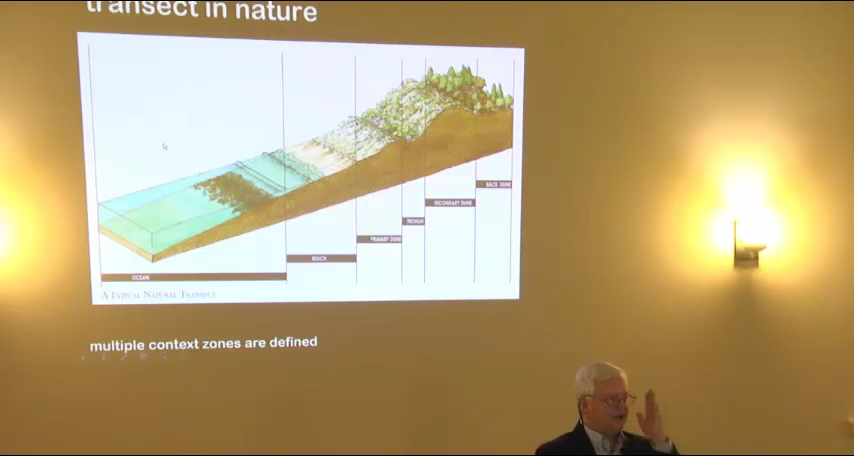 transect in nature
BACK DUNE
SECONDARY DUNE
TROUGH
PRIMARY DUNE
BEACH
OCEAN
A TYPICAL NATURAL TRANSECT
multiple context zones are defined